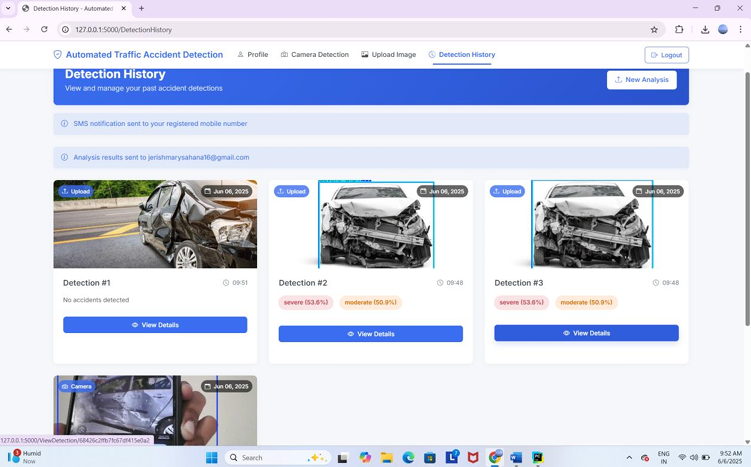 Detection History - Automated
127.0.0.1:5000/DetectionHistory
Automated Traffic Accident Detection
Profile
Camera Detection
Upload Image
Detection History
Logout
Detection History
View and manage your past accident detections
New Analysis
SMS notification sent to your registered mobile number
Analysis results sent to jerishmarysahana16@gmail.com
Upload
Jun 06, 2025
Upload
Jun 06, 2025
Upload
Jun 06, 2025
Detection #1
09:51
No accidents detected
View Details
Detection #2
09:48
severe (53.6%)
moderate (50.9%)
View Details
Detection #3
09:48
severe (53.6%)
moderate (50.9%)
View Details
Camera
Jun 06, 2025
127.0.0.1:5000/ViewDetection/68426c2ffb7fc67df415e0a2
Humid
Now
Search
ENG
IN
9:52 AM
6/6/2025